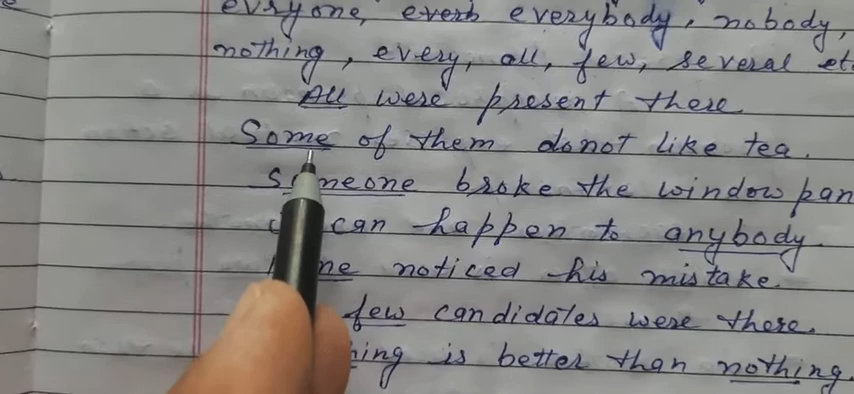 everyone, everb everybody, nobody,
nothing, every, all, few, several et
All were present there
Some of them donot like tea.
Someone broke the window pan
can happen to anybody.
ne noticed his mistake.
few candidates were there.
hing is better than nothing.